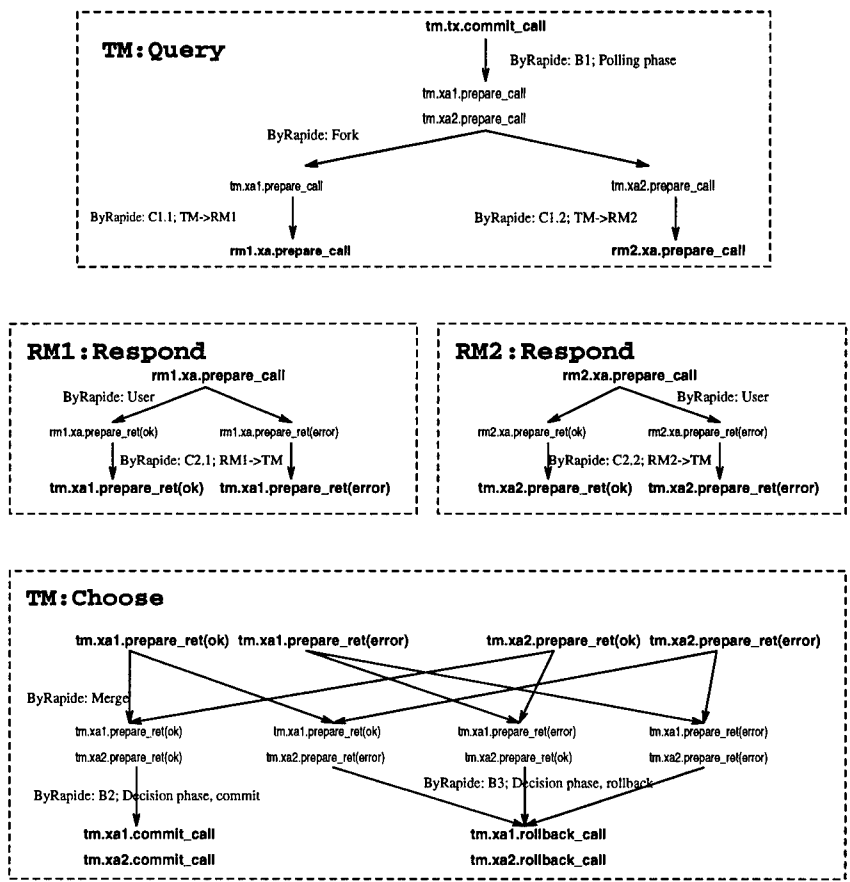 TM:Query
tm.tx.commit_call
ByRapide: B1; Polling phase
tm.xa1.prepare_call
tm.xa2.prepare_call
ByRapide: Fork
tm.xa1.prepare_call tm.xa2.prepare_call
ByRapide: C1.1; TM->RM1 ByRapide: C1.2; TM->RM2
rm1.xa.prepare_call rm2.xa.prepare_call
RM1:Respond
rm1.xa.prepare_call
ByRapide: User
rm1.xa.prepare_ret(ok) rm1.xa.prepare_ret(error)
ByRapide: C2.1; RM1->TM
tm.xa1.prepare_ret(ok) tm.xa1.prepare_ret(error)
RM2:Respond
rm2.xa.prepare_call
ByRapide: User
rm2.xa.prepare_ret(ok) rm2.xa.prepare_ret(error)
ByRapide: C2.2; RM2->TM
tm.xa2.prepare_ret(ok) tm.xa2.prepare_ret(error)
TM:Choose
tm.xa1.prepare_ret(ok) tm.xa1.prepare_ret(error) tm.xa2.prepare_ret(ok) tm.xa2.prepare_ret(error)
ByRapide: Merge
tm.xa1.prepare_ret(ok) tm.xa1.prepare_ret(ok) tm.xa1.prepare_ret(error) tm.xa1.prepare_ret(error)
tm.xa2.prepare_ret(ok) tm.xa2.prepare_ret(error) tm.xa2.prepare_ret(ok) tm.xa2.prepare_ret(error)
ByRapide: B2; Decision phase, commit ByRapide: B3; Decision phase, rollback
tm.xa1.commit_call tm.xa1.rollback_call
tm.xa2.commit_call tm.xa2.rollback_call